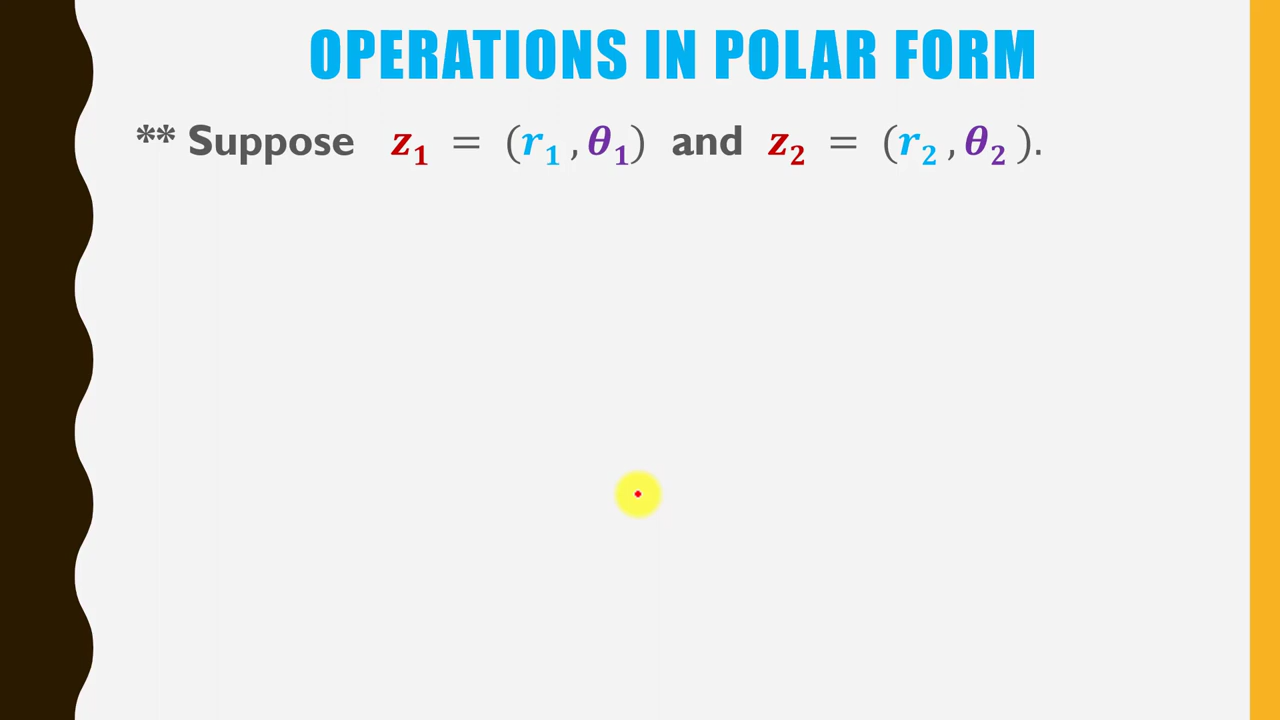 OPERATIONS IN POLAR FORM
** Suppose z₁ = (r₁ , θ₁) and z₂ = (r₂ , θ₂ ).